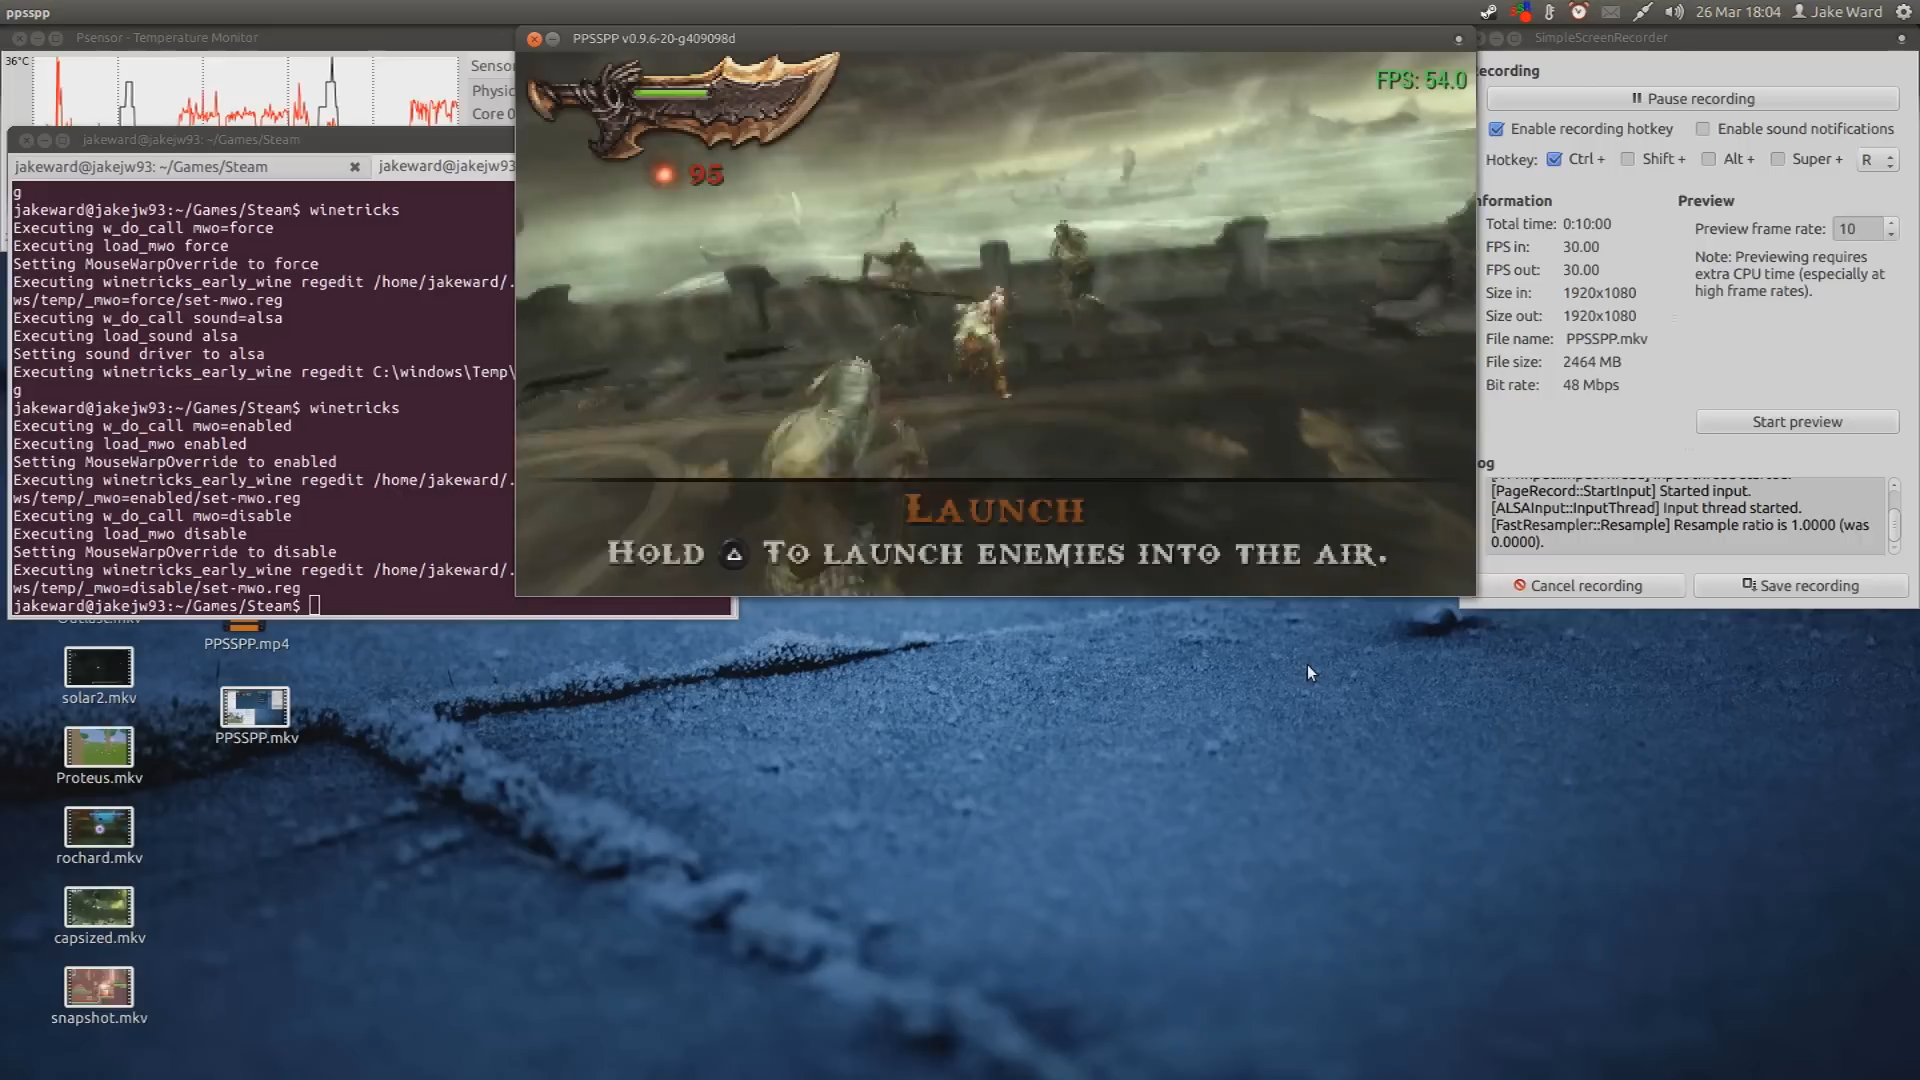 ppsspp
26 Mar 18:04
Jake Ward
Psensor - Temperature Monitor
36°C
Sensor
Physic
Core 0
jakeward@jakejw93: ~/Games/Steam
jakeward@jakejw93: ~/Games/Steam
jakeward@jakejw93
g
jakeward@jakejw93:~/Games/Steam$ winetricks
Executing w_do_call mwo=force
Executing load_mwo force
Setting MouseWarpOverride to force
Executing winetricks_early_wine regedit /home/jakeward/.
ws/temp/_mwo=force/set-mwo.reg
Executing w_do_call sound=alsa
Executing load_sound alsa
Setting sound driver to alsa
Executing winetricks_early_wine regedit C:\windows\Temp\
g
jakeward@jakejw93:~/Games/Steam$ winetricks
Executing w_do_call mwo=enabled
Executing load_mwo enabled
Setting MouseWarpOverride to enabled
Executing winetricks_early_wine regedit /home/jakeward/.
ws/temp/_mwo=enabled/set-mwo.reg
Executing w_do_call mwo=disable
Executing load_mwo disable
Setting MouseWarpOverride to disable
Executing winetricks_early_wine regedit /home/jakeward/.
ws/temp/_mwo=disable/set-mwo.reg
jakeward@jakejw93:~/Games/Steam$
PPSSPP v0.9.6-20-g409098d
FPS: 54.0
95
LAUNCH
HOLD TO LAUNCH ENEMIES INTO THE AIR.
SimpleScreenRecorder
ecording
Pause recording
Enable recording hotkey
Enable sound notifications
Hotkey: Ctrl + Shift + Alt + Super + R
nformation
Total time: 0:10:00
FPS in: 30.00
FPS out: 30.00
Size in: 1920x1080
Size out: 1920x1080
File name: PPSSPP.mkv
File size: 2464 MB
Bit rate: 48 Mbps
Preview
Preview frame rate: 10
Note: Previewing requires
extra CPU time (especially at
high frame rates).
Start preview
og
[PageRecord::StartInput] Started input.
[ALSAInput::InputThread] Input thread started.
[FastResampler::Resample] Resample ratio is 1.0000 (was
0.0000).
Cancel recording
Save recording
PPSSPP.mp4
solar2.mkv
PPSSPP.mkv
Proteus.mkv
rochard.mkv
capsized.mkv
snapshot.mkv